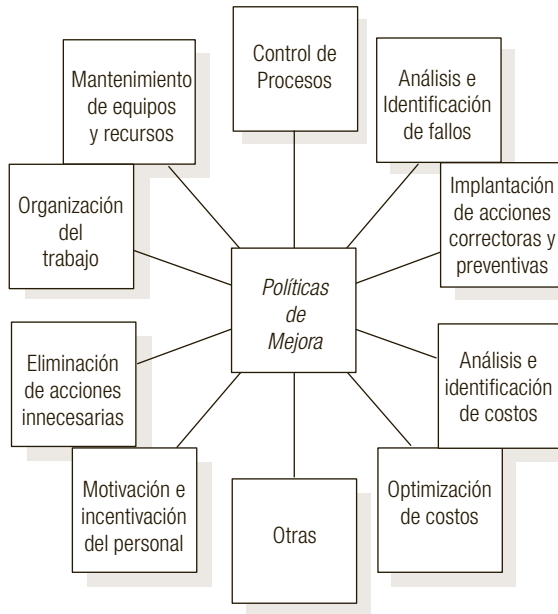 Control de
Procesos
Mantenimiento
de equipos
y recursos
Análisis e
Identificación
de fallos
Organización
del
trabajo
Implantación
de acciones
correctoras y
preventivas
Políticas
de
Mejora
Eliminación
de acciones
innecesarias
Análisis e
identificación
de costos
Motivación e
incentivación
del personal
Otras
Optimización
de costos